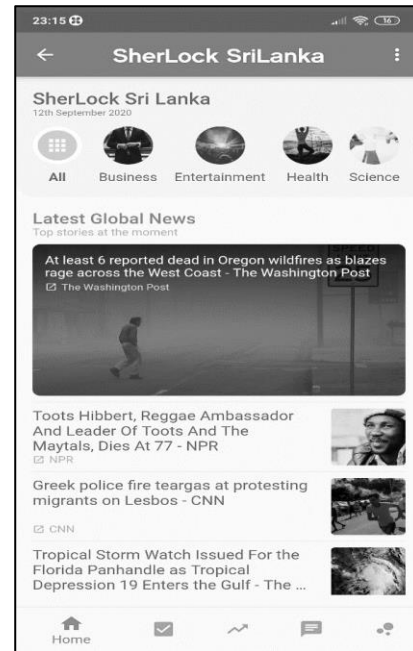 23:15
16
SherLock SriLanka
SherLock Sri Lanka
12th September 2020
All Business Entertainment Health Science
Latest Global News
Top stories at the moment
SPEED
25
At least 6 reported dead in Oregon wildfires as blazes
rage across the West Coast - The Washington Post
The Washington Post
Toots Hibbert, Reggae Ambassador
And Leader Of Toots And The
Maytals, Dies At 77 - NPR
NPR
Greek police fire teargas at protesting
migrants on Lesbos - CNN
CNN
Tropical Storm Watch Issued For the
Florida Panhandle as Tropical
Depression 19 Enters the Gulf - The ...
Home